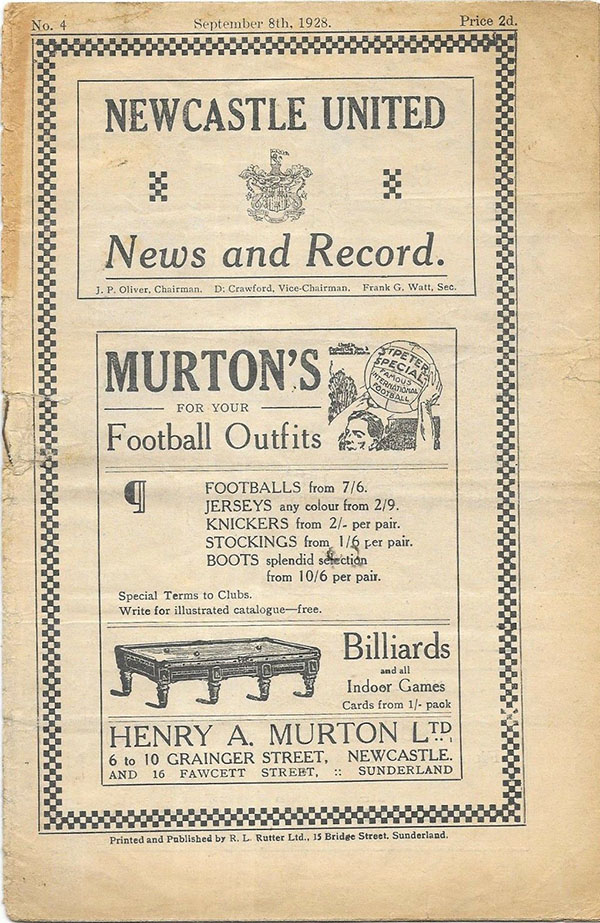 No. 4 September 8th, 1928. Price 2d.
NEWCASTLE UNITED
News and Record.
J. P. Oliver, Chairman. D. Crawford, Vice-Chairman. Frank G. Watt, Sec.
MURTON'S
FOR YOUR
Football Outfits
ST PETER
SPECIAL
FAMOUS
INTERNATIONAL
FOOTBALL
¶ FOOTBALLS from 7/6.
JERSEYS any colour from 2/9.
KNICKERS from 2/- per pair.
STOCKINGS from 1/6 per pair.
BOOTS splendid selection
from 10/6 per pair.
Special Terms to Clubs.
Write for illustrated catalogue—free.
Billiards
and all
Indoor Games
Cards from 1/- pack
HENRY A. MURTON LTD.,
6 to 10 GRAINGER STREET, NEWCASTLE.
AND 16 FAWCETT STREET, :: SUNDERLAND
Printed and Published by R. L. Rutter Ltd., 15 Bridge Street, Sunderland.